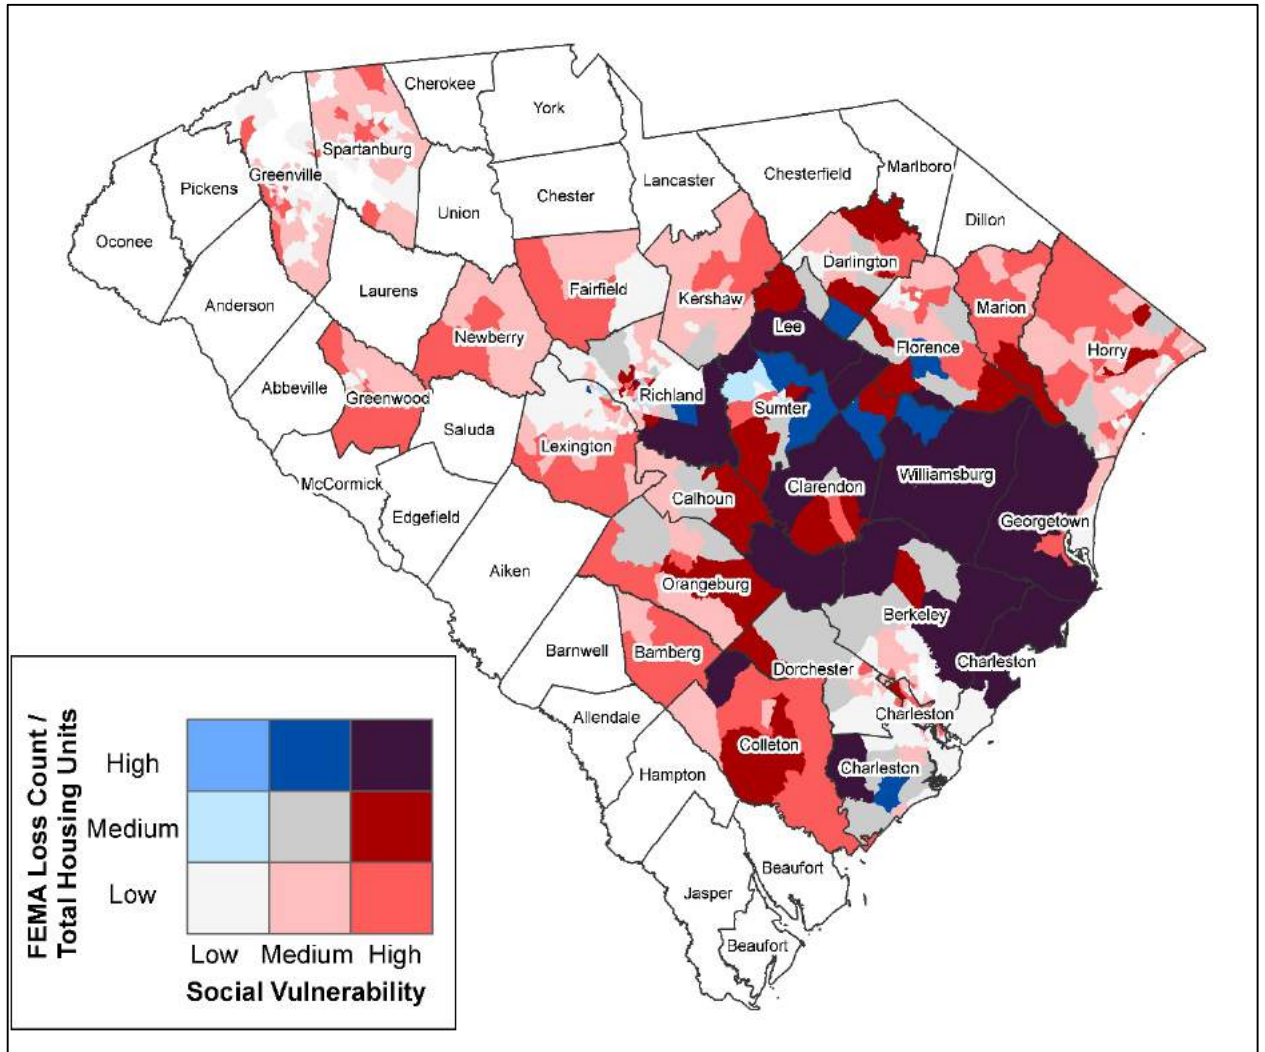 Cherokee
York
Spartanburg
Greenville
Pickens
Oconee
Union
Chester
Lancaster
Chesterfield
Marlboro
Dillon
Darlington
Anderson
Laurens
Fairfield
Kershaw
Marion
Newberry
Lee
Florence
Horry
Abbeville
Greenwood
Richland
Sumter
Saluda
Lexington
McCormick
Edgefield
Calhoun
Clarendon
Williamsburg
Georgetown
Aiken
Orangeburg
Berkeley
Barnwell
Bamberg
Dorchester
Charleston
Allendale
Charleston
Colleton
Charleston
Hampton
Jasper
Beaufort
Beaufort
FEMA Loss Count /
Total Housing Units
High
Medium
Low
Low Medium High
Social Vulnerability